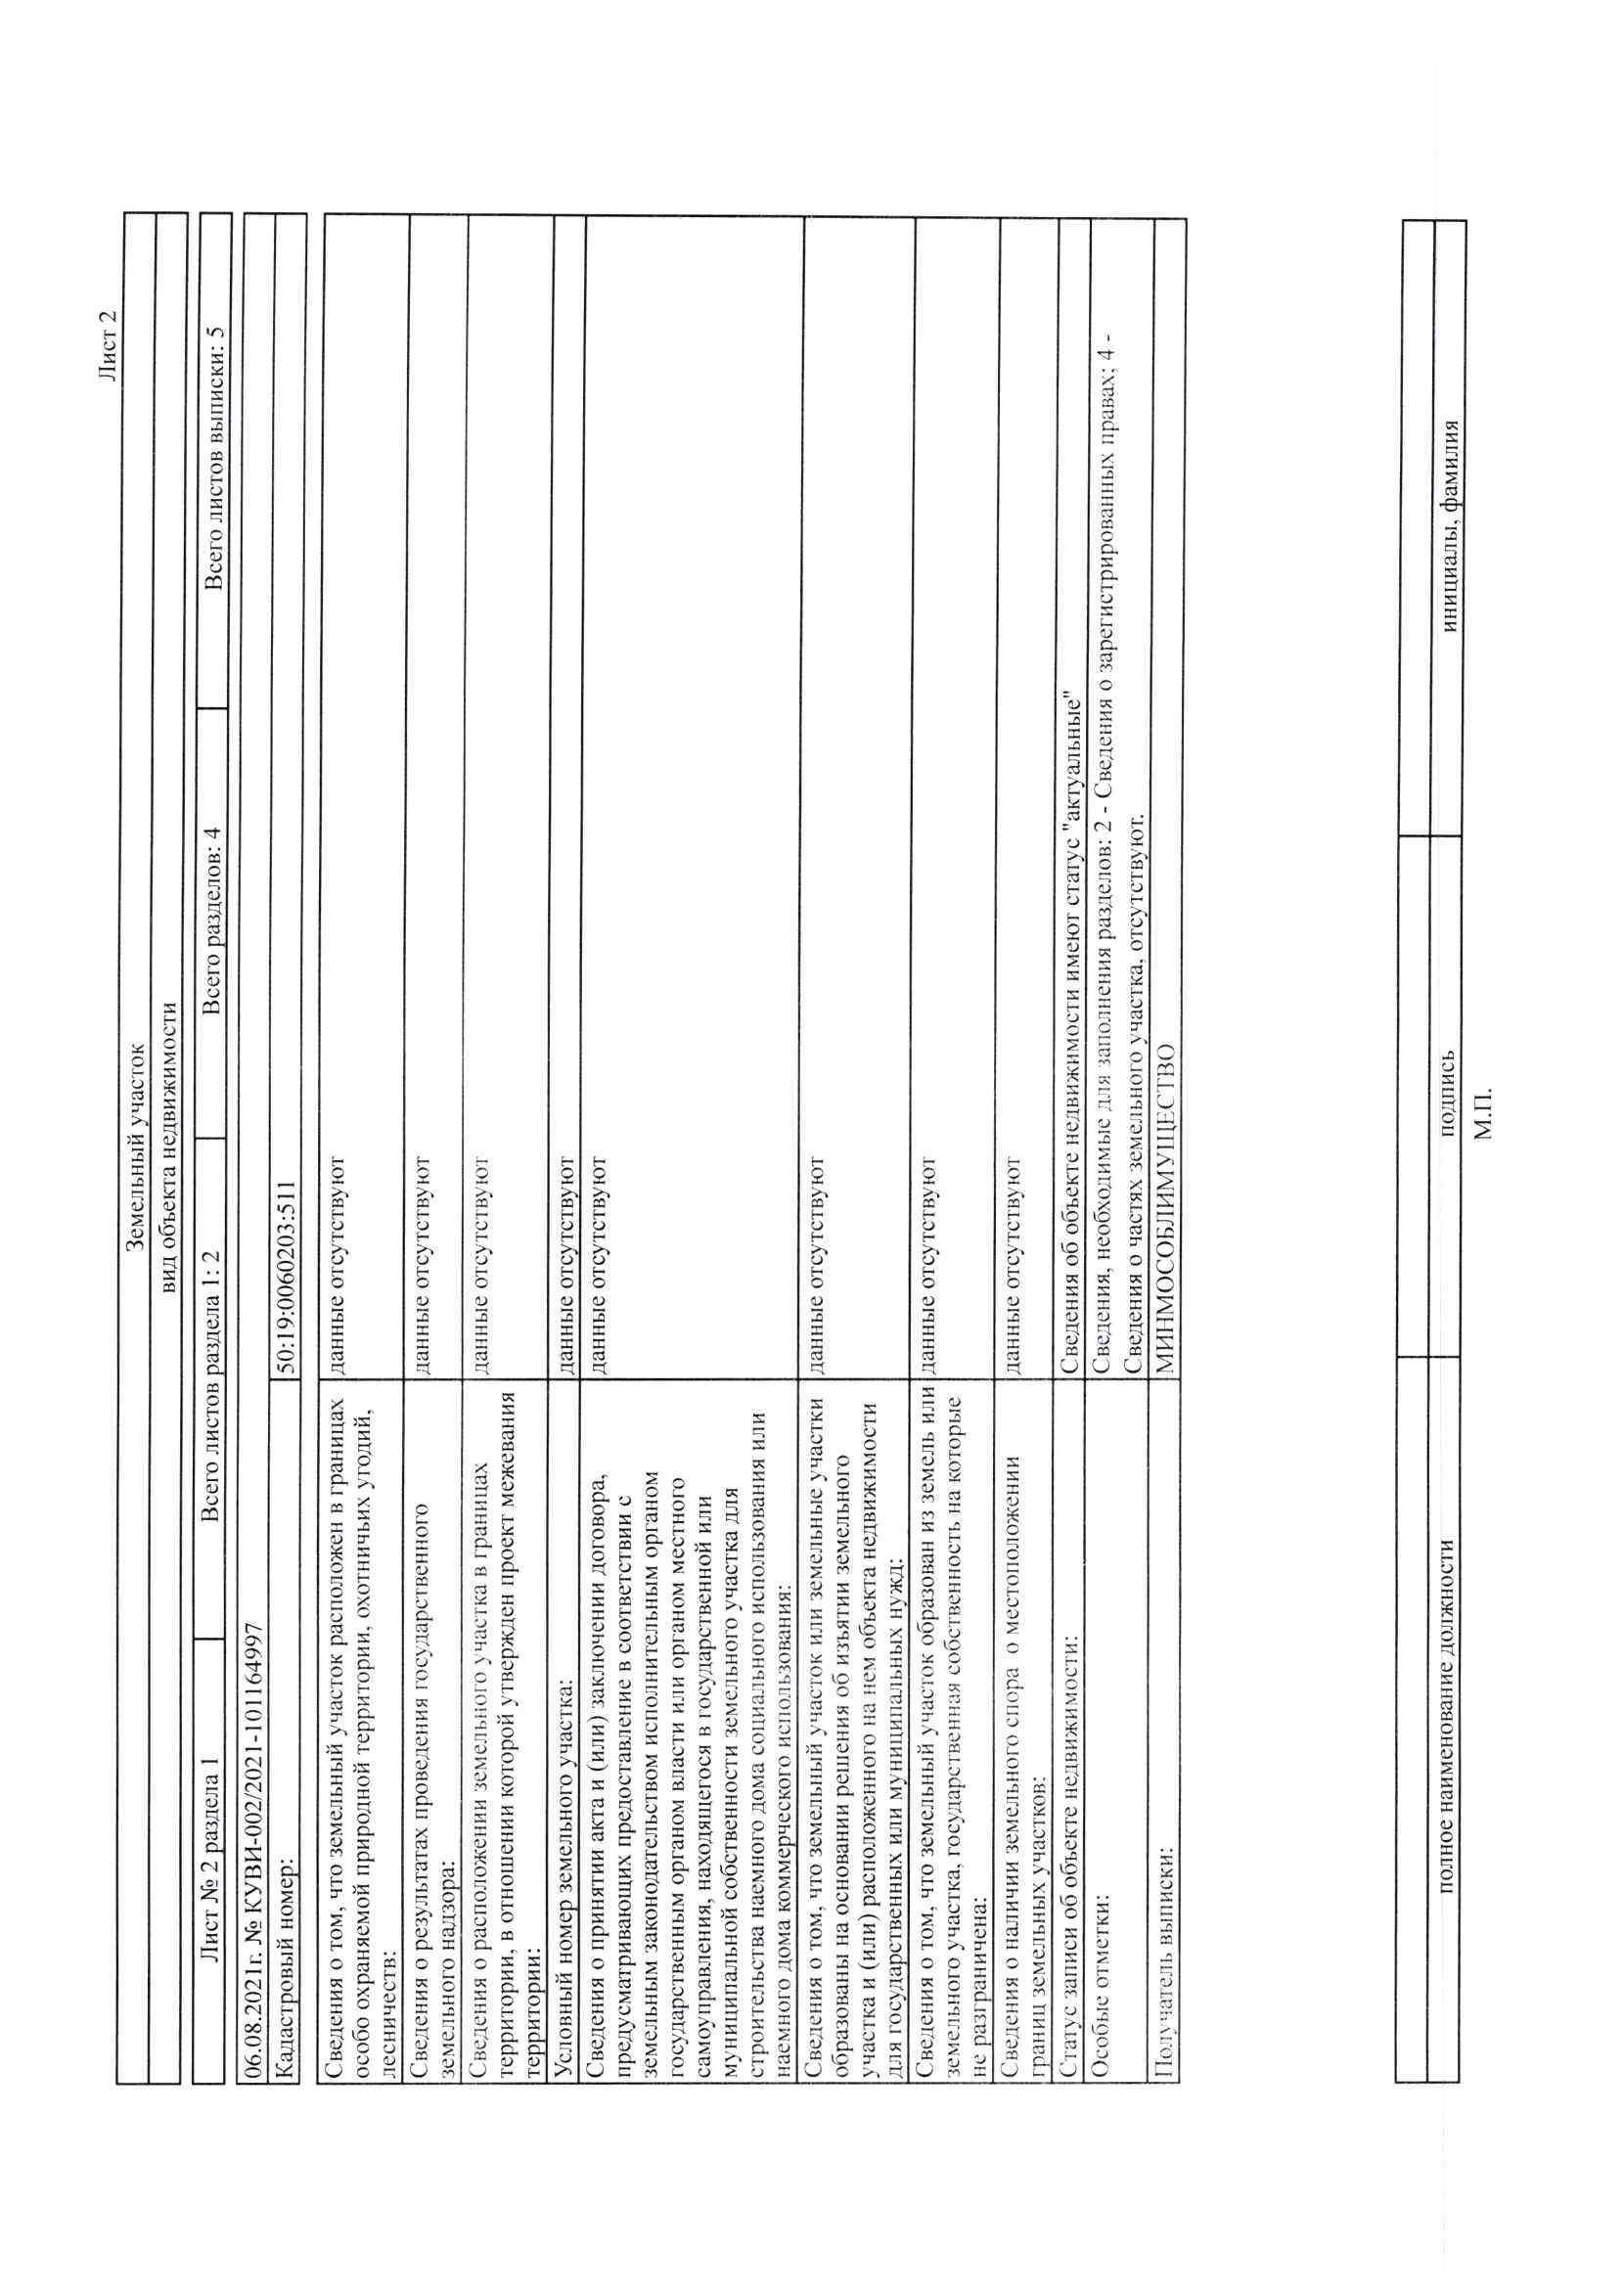 Лист 2
Земельный участок
вид объекта недвижимости
Лист № 2 раздела 1 Всего листов раздела 1: 2 Всего разделов: 4 Всего листов выписки: 5
06.08.2021г. № КУВИ-002/2021-101164997
Кадастровый номер: 50:19:0060203:511
Сведения о том, что земельный участок расположен в границах данные отсутствуют
особо охраняемой природной территории, охотничьих угодий,
лесничеств:
Сведения о результатах проведения государственного данные отсутствуют
земельного надзора:
Сведения о расположении земельного участка в границах данные отсутствуют
территории, в отношении которой утвержден проект межевания
территории:
Условный номер земельного участка: данные отсутствуют
Сведения о принятии акта и (или) заключении договора, данные отсутствуют
предусматривающих предоставление в соответствии с
земельным законодательством исполнительным органом
государственным органом власти или органом местного
самоуправления, находящегося в государственной или
муниципальной собственности земельного участка для
строительства наемного дома социального использования или
наемного дома коммерческого использования:
Сведения о том, что земельный участок или земельные участки данные отсутствуют
образованы на основании решения об изъятии земельного
участка и (или) расположенного на нем объекта недвижимости
для государственных или муниципальных нужд:
Сведения о том, что земельный участок образован из земель или данные отсутствуют
земельного участка, государственная собственность на которые
не разграничена:
Сведения о наличии земельного спора о местоположении данные отсутствуют
границ земельных участков:
Статус записи об объекте недвижимости: Сведения об объекте недвижимости имеют статус "актуальные"
Особые отметки: Сведения, необходимые для заполнения разделов: 2 - Сведения о зарегистрированных правах; 4 -
Сведения о частях земельного участка, отсутствуют.
Получатель выписки: МИНМОСОБЛИМУЩЕСТВО
полное наименование должности подпись инициалы, фамилия
М.П.